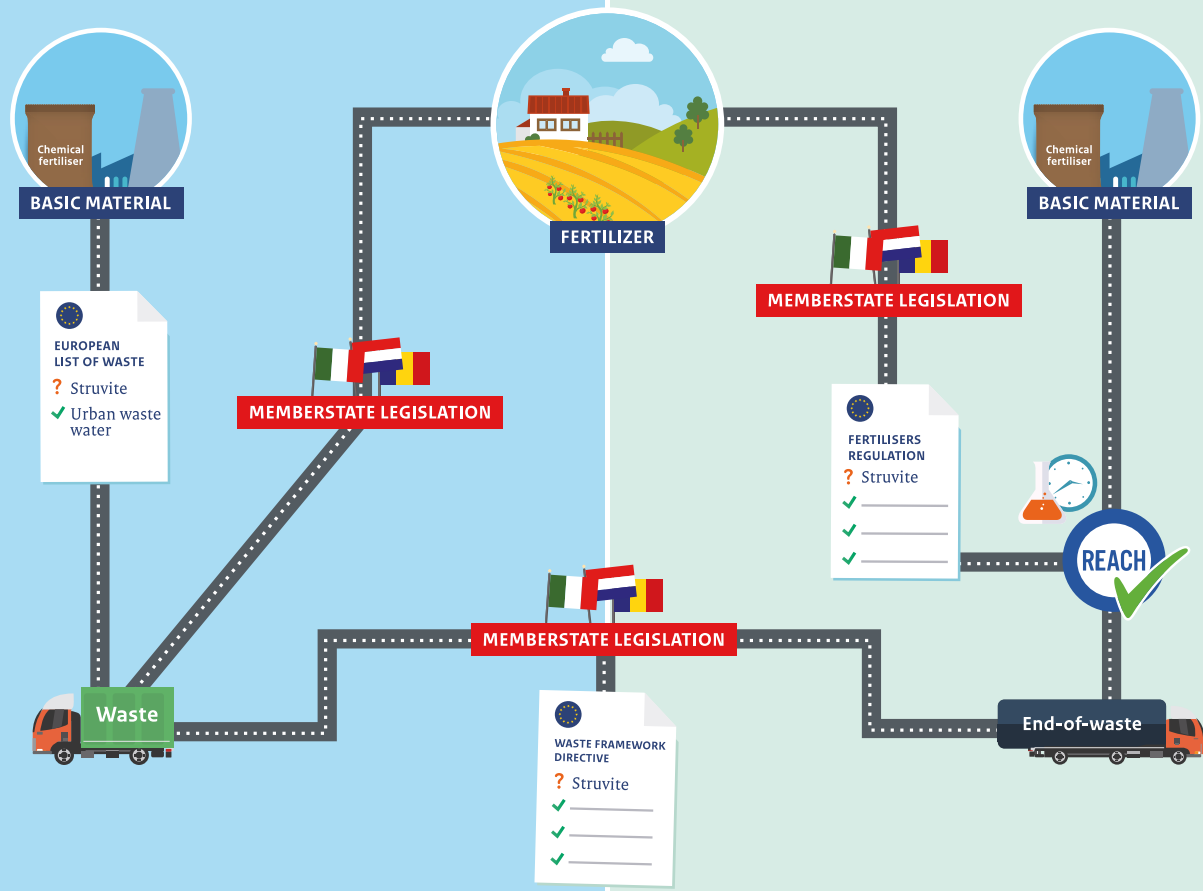 Chemical
fertiliser
BASIC MATERIAL
FERTILIZER
Chemical
fertiliser
BASIC MATERIAL
MEMBERSTATE LEGISLATION
EUROPEAN
LIST OF WASTE
? Struvite
✓ Urban waste
water
MEMBERSTATE LEGISLATION
FERTILISERS
REGULATION
? Struvite
REACH
MEMBERSTATE LEGISLATION
Waste
End-of-waste
WASTE FRAMEWORK
DIRECTIVE
? Struvite